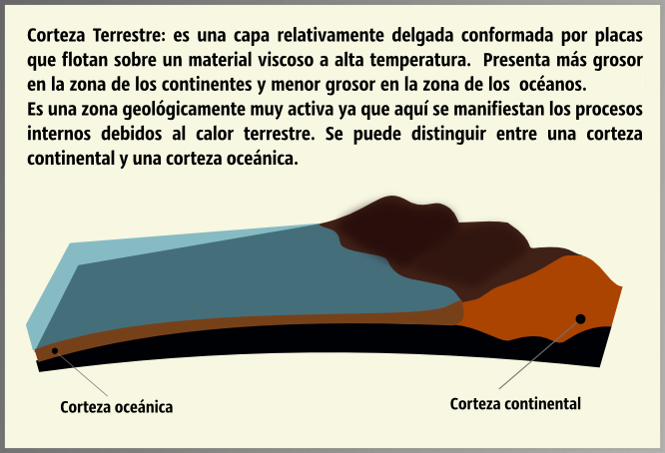 Corteza Terrestre: es una capa relativamente delgada conformada por placas
que flotan sobre un material viscoso a alta temperatura. Presenta más grosor
en la zona de los continentes y menor grosor en la zona de los océanos.
Es una zona geológicamente muy activa ya que aquí se manifiestan los procesos
internos debidos al calor terrestre. Se puede distinguir entre una corteza
continental y una corteza oceánica.
Corteza oceánica
Corteza continental